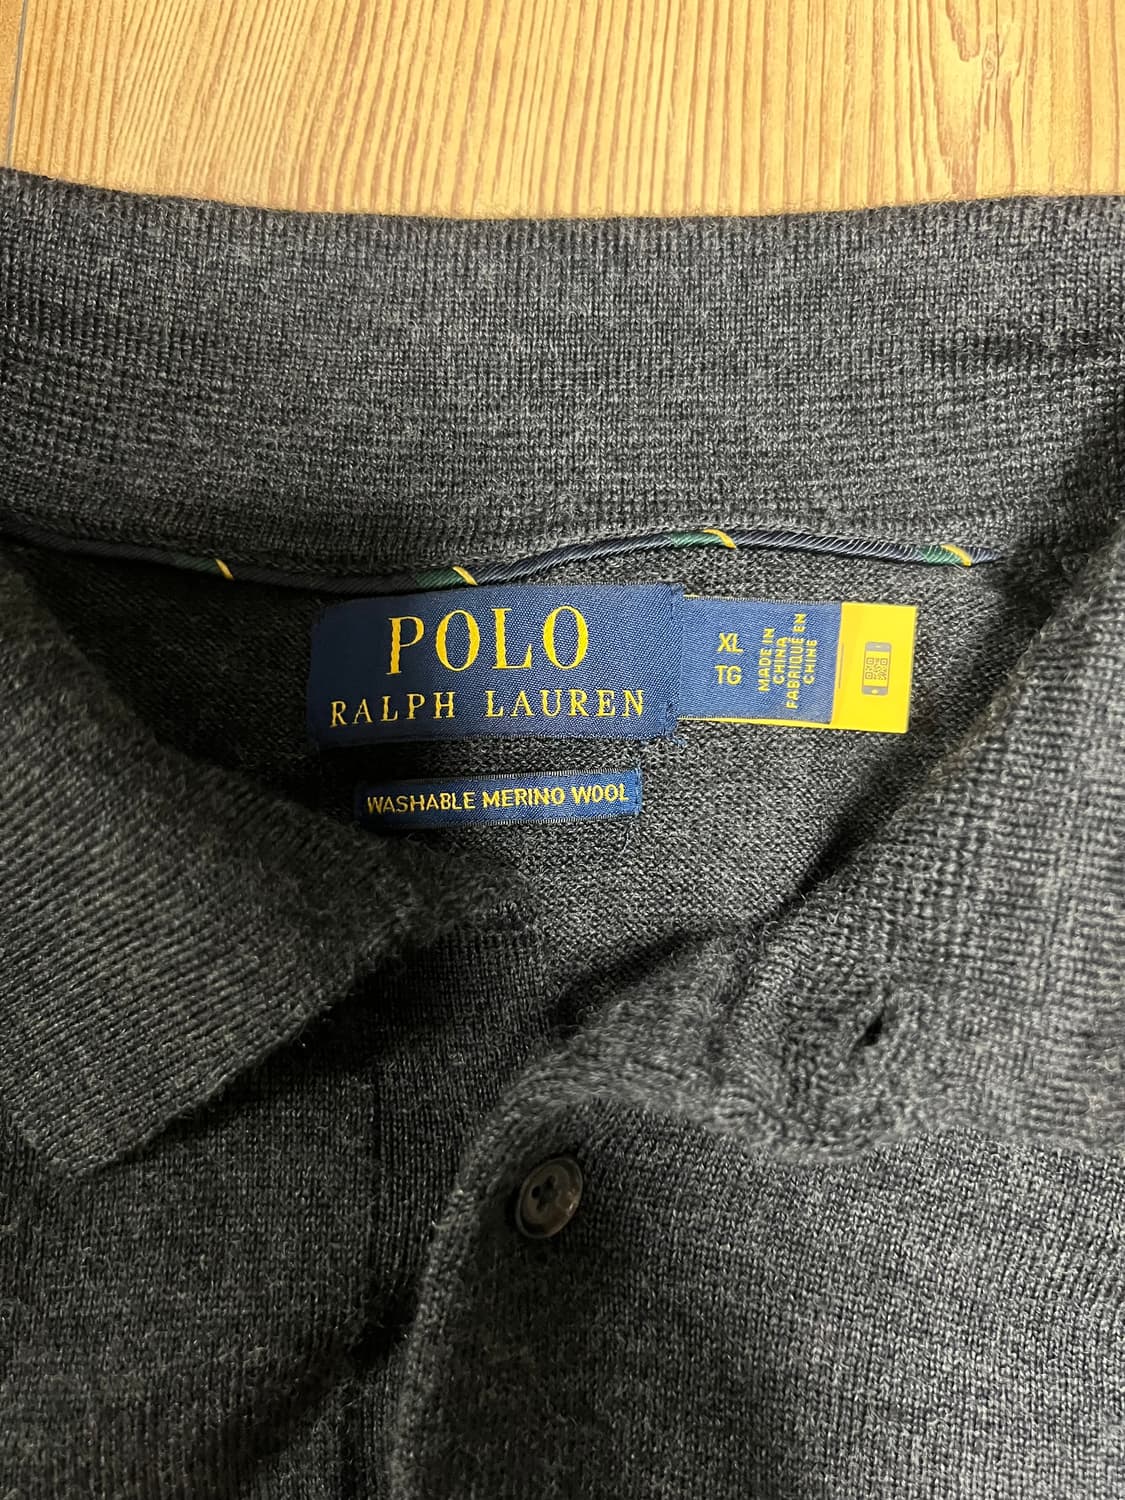 POLO
RALPH LAUREN
XL
TG
MADE IN
CHINA
FABRIQUÉ EN
CHINE
WASHABLE MERINO WOOL